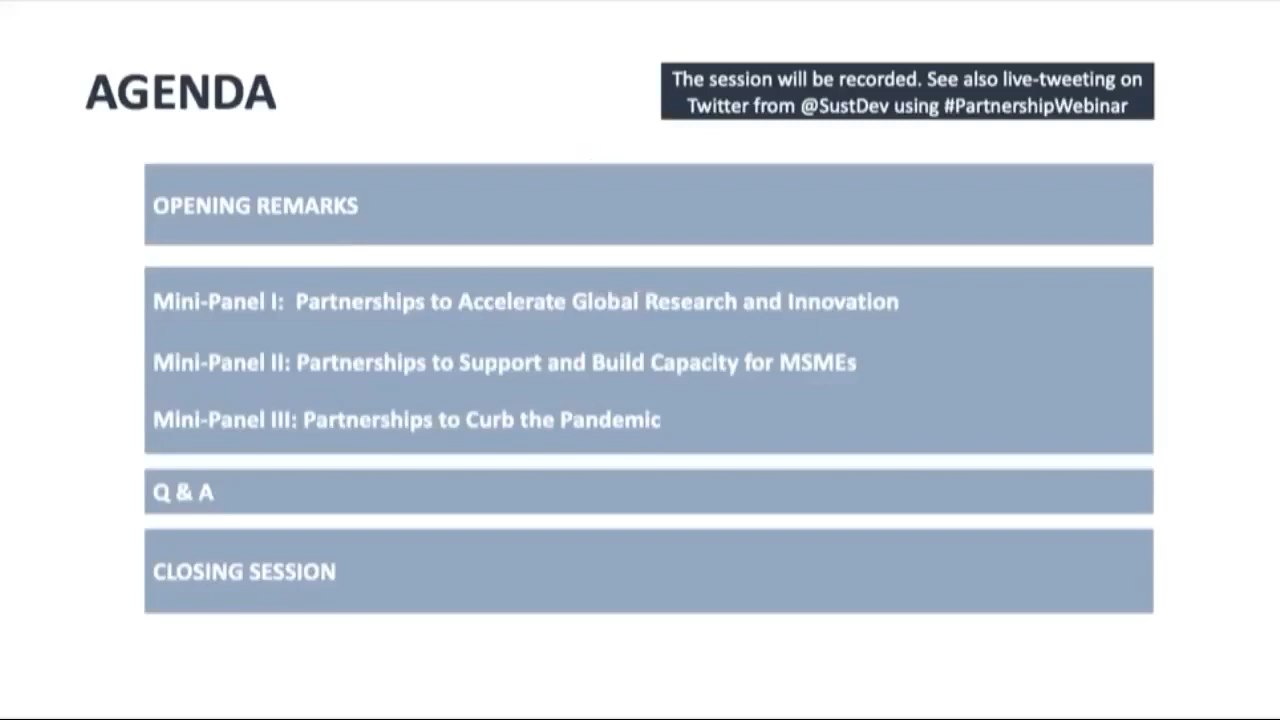 AGENDA
The session will be recorded. See also live-tweeting on
Twitter from @SustDev using #PartnershipWebinar
OPENING REMARKS
Mini-Panel I:  Partnerships to Accelerate Global Research and Innovation
Mini-Panel II: Partnerships to Support and Build Capacity for MSMEs
Mini-Panel III: Partnerships to Curb the Pandemic
Q & A
CLOSING SESSION